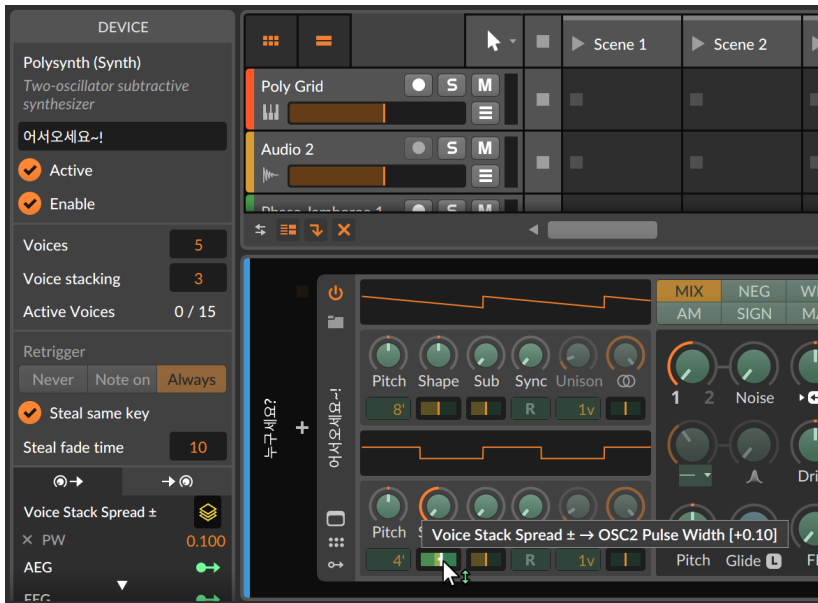 DEVICE
Polysynth (Synth)
Two-oscillator subtractive
synthesizer
어서오세요~!
Active
Enable
Voices 5
Voice stacking 3
Active Voices 0 / 15
Retrigger
Never Note on Always
Steal same key
Steal fade time 10
Voice Stack Spread ±
× PW 0.100
AEG
FEG
Scene 1 Scene 2
Poly Grid S M
Audio 2 S M
S M
누구세요?
+
어서오세요~!
MIX NEG
AM SIGN
Pitch Shape Sub Sync Unison
8' R 1v
1 2 Noise
Pitch
Voice Stack Spread ± → OSC2 Pulse Width [+0.10]
4' R 1v
Pitch Glide L